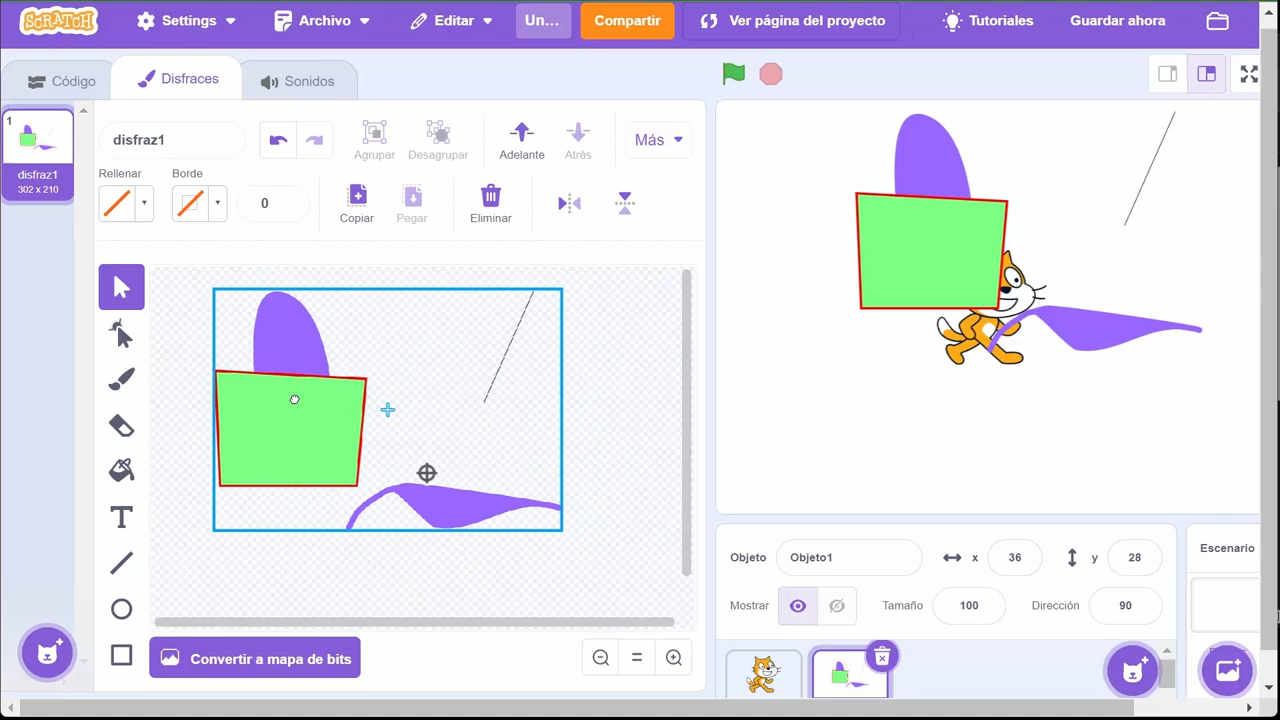 SCRATCH Settings Archivo Editar Un... Compartir Ver página del proyecto Tutoriales Guardar ahora
Código Disfraces Sonidos
1
disfraz1
302 x 210
disfraz1 Agrupar Desagrupar Adelante Atrás Más
Rellenar Borde 0 Copiar Pegar Eliminar
T
Convertir a mapa de bits
Objeto Objeto1 x 36 y 28
Mostrar Tamaño 100 Dirección 90
Escenario